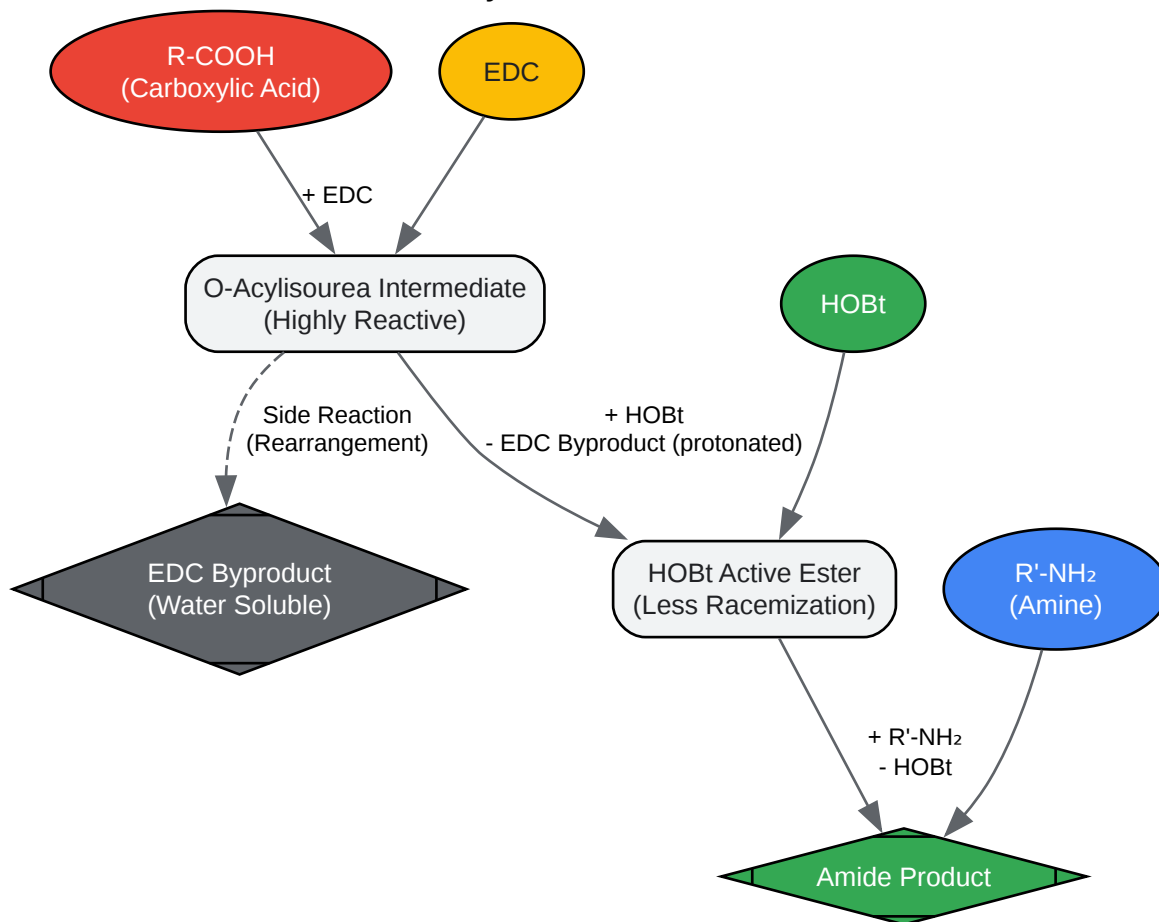 R-COOH
(Carboxylic Acid)
EDC
+ EDC
O-Acylisourea Intermediate
(Highly Reactive)
HOBt
Side Reaction
(Rearrangement)
+ HOBt
- EDC Byproduct (protonated)
EDC Byproduct
(Water Soluble)
HOBt Active Ester
(Less Racemization)
R'-NH₂
(Amine)
+ R'-NH₂
- HOBt
Amide Product